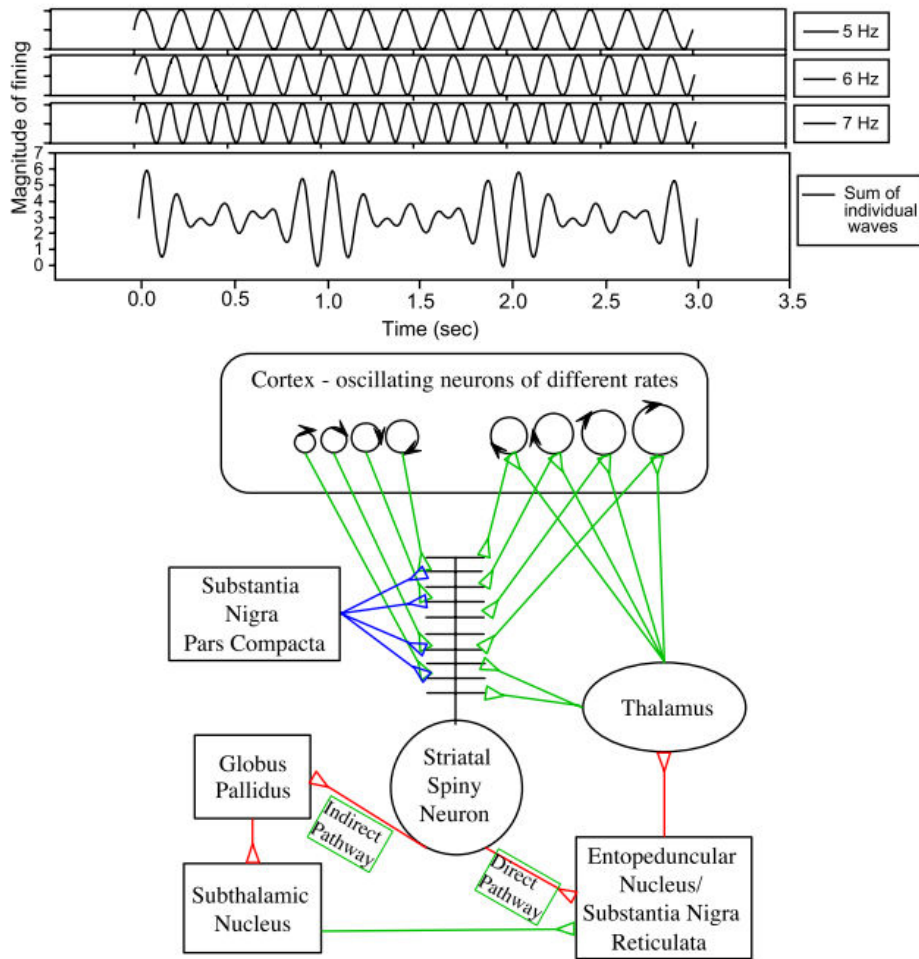 Magnitude of fining
5 Hz
6 Hz
7 Hz
7
6
5
4
3
2
1
0
Sum of
individual
waves
0.0 0.5 1.0 1.5 2.0 2.5 3.0 3.5
Time (sec)
Cortex - oscillating neurons of different rates
Substantia
Nigra
Pars Compacta
Thalamus
Globus
Pallidus
Striatal
Spiny
Neuron
Indirect
Pathway
Direct
Pathway
Subthalamic
Nucleus
Entopeduncular
Nucleus/
Substantia Nigra
Reticulata